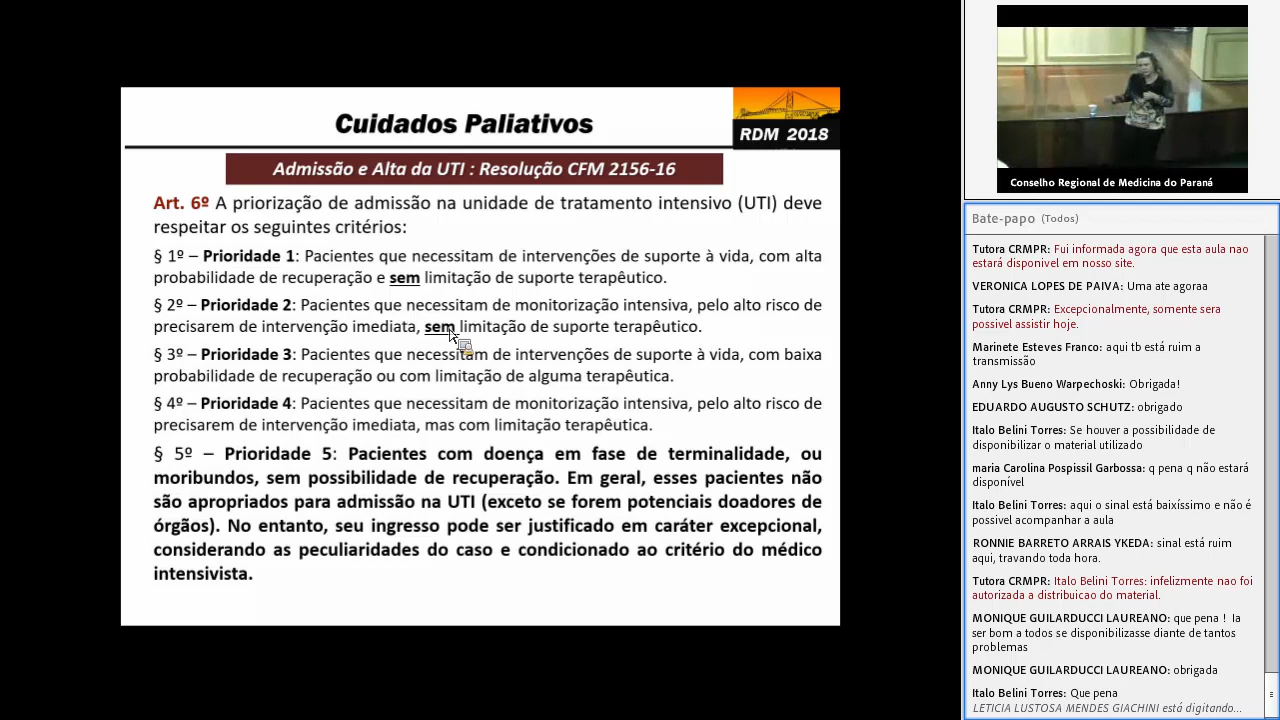 Cuidados Paliativos
RDM 2018
Admissão e Alta da UTI : Resolução CFM 2156-16
Art. 6º A priorização de admissão na unidade de tratamento intensivo (UTI) deve
respeitar os seguintes critérios:
§ 1º – Prioridade 1: Pacientes que necessitam de intervenções de suporte à vida, com alta
probabilidade de recuperação e sem limitação de suporte terapêutico.
§ 2º – Prioridade 2: Pacientes que necessitam de monitorização intensiva, pelo alto risco de
precisarem de intervenção imediata, sem limitação de suporte terapêutico.
§ 3º – Prioridade 3: Pacientes que necessitam de intervenções de suporte à vida, com baixa
probabilidade de recuperação ou com limitação de alguma terapêutica.
§ 4º – Prioridade 4: Pacientes que necessitam de monitorização intensiva, pelo alto risco de
precisarem de intervenção imediata, mas com limitação terapêutica.
§ 5º – Prioridade 5: Pacientes com doença em fase de terminalidade, ou
moribundos, sem possibilidade de recuperação. Em geral, esses pacientes não
são apropriados para admissão na UTI (exceto se forem potenciais doadores de
órgãos). No entanto, seu ingresso pode ser justificado em caráter excepcional,
considerando as peculiaridades do caso e condicionado ao critério do médico
intensivista.
Conselho Regional de Medicina do Paraná
Bate-papo (Todos)
Tutora CRMPR: Fui informada agora que esta aula nao
estará disponivel em nosso site.
VERONICA LOPES DE PAIVA: Uma ate agoraa
Tutora CRMPR: Excepcionalmente, somente sera
possivel assistir hoje.
Marinete Esteves Franco: aqui tb está ruim a
transmissão
Anny Lys Bueno Warpechoski: Obrigada!
EDUARDO AUGUSTO SCHUTZ: obrigado
Italo Belini Torres: Se houver a possibilidade de
disponibilizar o material utilizado
maria Carolina Pospissil Garbossa: q pena q não estará
disponivel
Italo Belini Torres: aqui o sinal está baixíssimo e não é
possivel acompanhar a aula
RONNIE BARRETO ARRAIS YKEDA: sinal está ruim
aqui, travando toda hora.
Tutora CRMPR: Italo Belini Torres: infelizmente nao foi
autorizada a distribuicao do material.
MONIQUE GUILARDUCCI LAUREANO: que pena ! Ia
ser bom a todos se disponibilizasse diante de tantos
problemas
MONIQUE GUILARDUCCI LAUREANO: obrigada
Italo Belini Torres: Que pena
LETICIA LUSTOSA MENDES GIACHINI está digitando...